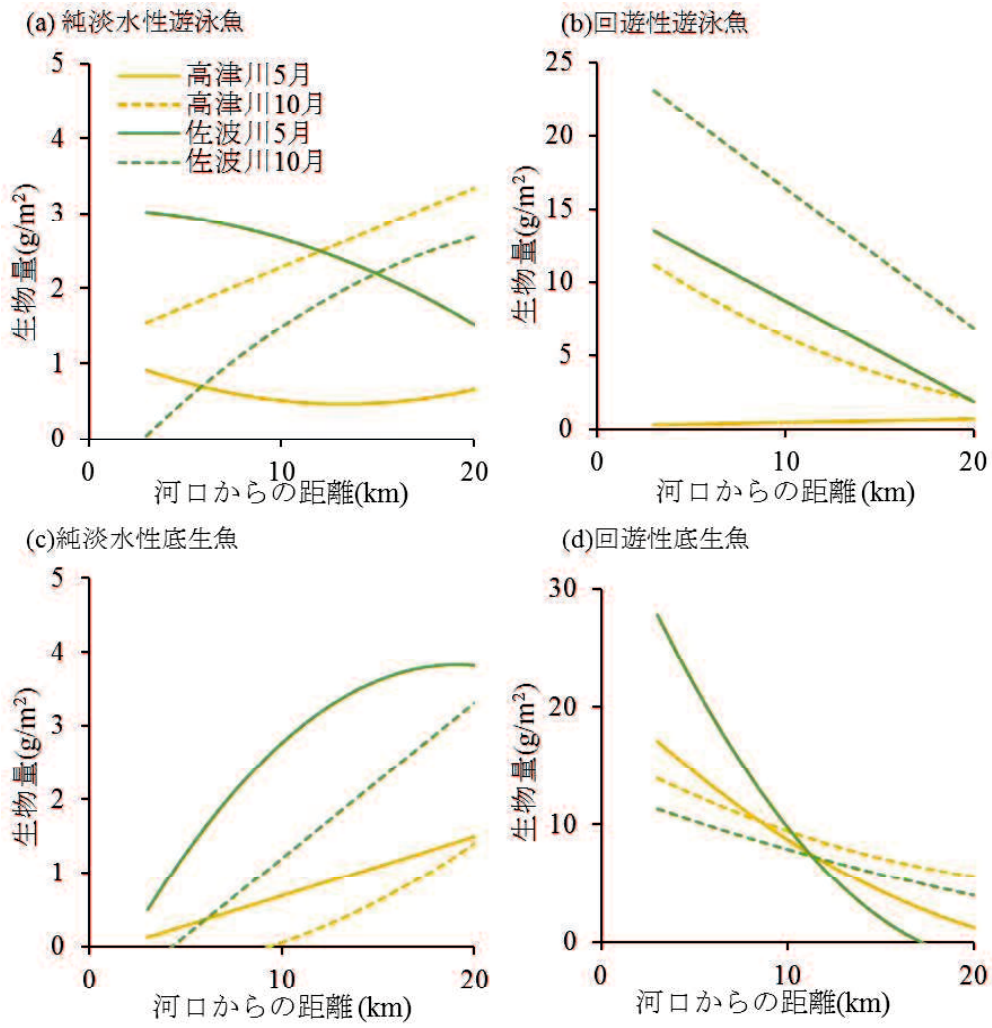 (a) 純淡水性遊泳魚
5
4
3
2
1
0
0
10
20
生物量(g/m²)
河口からの距離(km)
高津川5月
高津川10月
佐波川5月
佐波川10月
(b)回遊性遊泳魚
25
20
15
10
5
0
0
10
20
生物量(g/m²)
河口からの距離(km)
(c)純淡水性底生魚
5
4
3
2
1
0
0
10
20
生物量(g/m²)
河口からの距離(km)
(d)回遊性底生魚
30
20
10
0
0
10
20
生物量(g/m²)
河口からの距離(km)